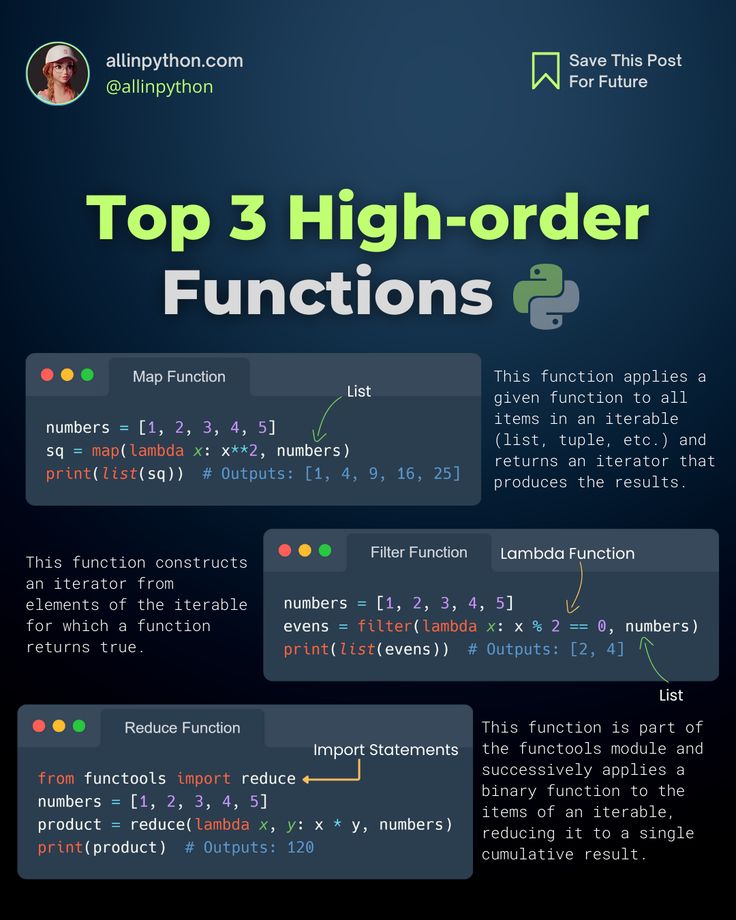 allinpython.com
@allinpython
Save This Post
For Future
Top 3 High-order
Functions
Map Function
List
numbers = [1, 2, 3, 4, 5]
sq = map(lambda x: x**2, numbers)
print(list(sq))  # Outputs: [1, 4, 9, 16, 25]
This function applies a
given function to all
items in an iterable
(list, tuple, etc.) and
returns an iterator that
produces the results.
This function constructs
an iterator from
elements of the iterable
for which a function
returns true.
Filter Function
Lambda Function
numbers = [1, 2, 3, 4, 5]
evens = filter(lambda x: x % 2 == 0, numbers)
print(list(evens))  # Outputs: [2, 4]
List
Reduce Function
Import Statements
from functools import reduce
numbers = [1, 2, 3, 4, 5]
product = reduce(lambda x, y: x * y, numbers)
print(product)  # Outputs: 120
This function is part of
the functools module and
successively applies a
binary function to the
items of an iterable,
reducing it to a single
cumulative result.